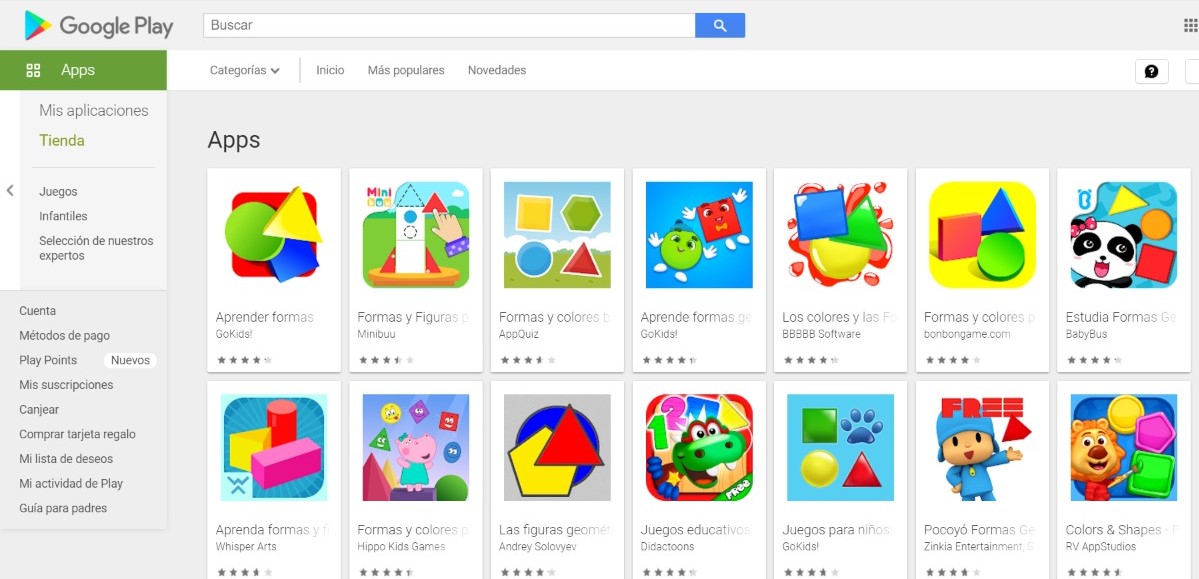 Google Play
Buscar
Apps
Categorías
Inicio
Más populares
Novedades
?
Mis aplicaciones
Tienda
Juegos
Infantiles
Selección de nuestros
expertos
Cuenta
Métodos de pago
Play Points
Nuevos
Mis suscripciones
Canjear
Comprar tarjeta regalo
Mi lista de deseos
Mi actividad de Play
Guía para padres
Apps
Mini
Aprender formas
Formas y Figuras p
Formas y colores b
Aprende formas ge
Los colores y las Fo
Formas y colores p
Estudia Formas Ge
GoKids!
Minibuu
AppQuiz
GoKids!
BBBBB Software
bonbongame.com
BabyBus
123
Free
FREE
Aprenda formas y fi
Formas y colores p
Las figuras geomét
Juegos educativos
Juegos para niños
Pocoyó Formas Ge
Colors & Shapes - F
Whisper Arts
Hippo Kids Games
Andrey Solovyev
Didactoons
GoKids!
Zinkia Entertainment, S
RV AppStudios